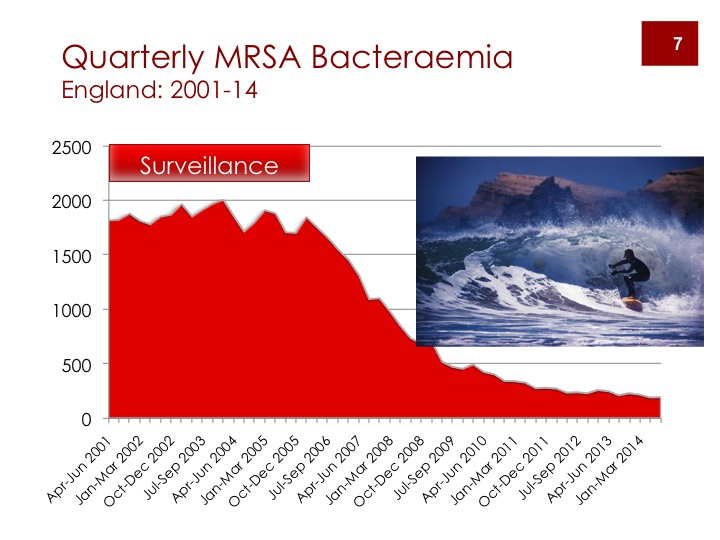 Quarterly MRSA Bacteraemia
England: 2001-14
7
Surveillance
2500
2000
1500
1000
500
0
Apr-Jun 2001
Jan-Mar 2002
Oct-Dec 2002
Jul-Sep 2003
Apr-Jun 2004
Jan-Mar 2005
Oct-Dec 2005
Jul-Sep 2006
Apr-Jun 2007
Jan-Mar 2008
Oct-Dec 2008
Jul-Sep 2009
Apr-Jun 2010
Jan-Mar 2011
Oct-Dec 2011
Jul-Sep 2012
Apr-Jun 2013
Jan-Mar 2014